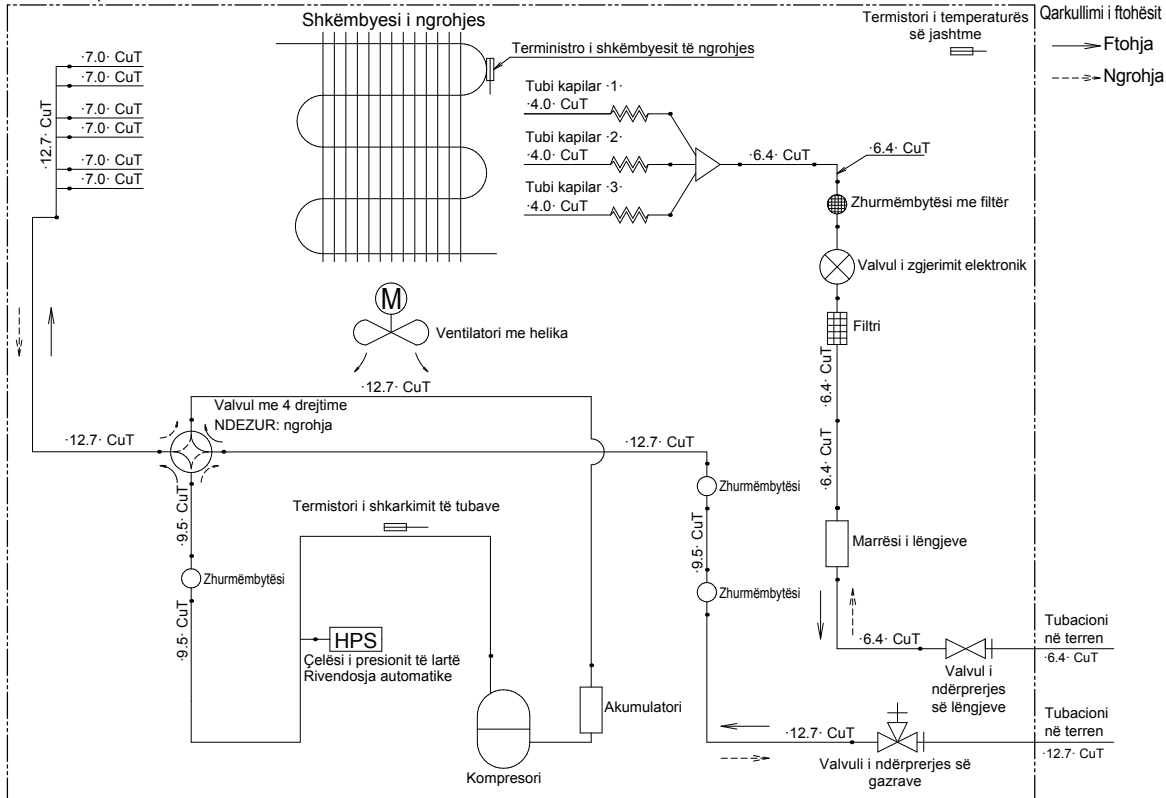 Shkëmbyesi i ngrohjes
Terministro i shkëmbyesit të ngrohjes
Termistori i temperaturës
së jashtme
Qarkullimi i ftohësit
Ftohja
Ngrohja
·7.0· CuT
·7.0· CuT
·7.0· CuT
·7.0· CuT
·7.0· CuT
·7.0· CuT
·12.7· CuT
Tubi kapilar ·1·
·4.0· CuT
Tubi kapilar ·2·
·4.0· CuT
Tubi kapilar ·3·
·4.0· CuT
·6.4· CuT
·6.4· CuT
Zhurmëmbytësi me filtër
Valvul i zgjerimit elektronik
Filtri
·6.4· CuT
·6.4· CuT
M
Ventilatori me helika
·12.7· CuT
Valvul me 4 drejtime
NDEZUR: ngrohja
·12.7· CuT
·12.7· CuT
Zhurmëmbytësi
·9.5· CuT
Zhurmëmbytësi
Termistori i shkarkimit të tubave
·9.5· CuT
Zhurmëmbytësi
·9.5· CuT
HPS
Çelësi i presionit të lartë
Rivendosja automatike
Kompresori
Akumulatori
Marrësi i lëngjeve
·6.4· CuT
Valvul i
ndërprerjes
së lëngjeve
Tubacioni
në terren
·6.4· CuT
·12.7· CuT
Valvuli i ndërprerjes së
gazrave
Tubacioni
në terren
·12.7· CuT